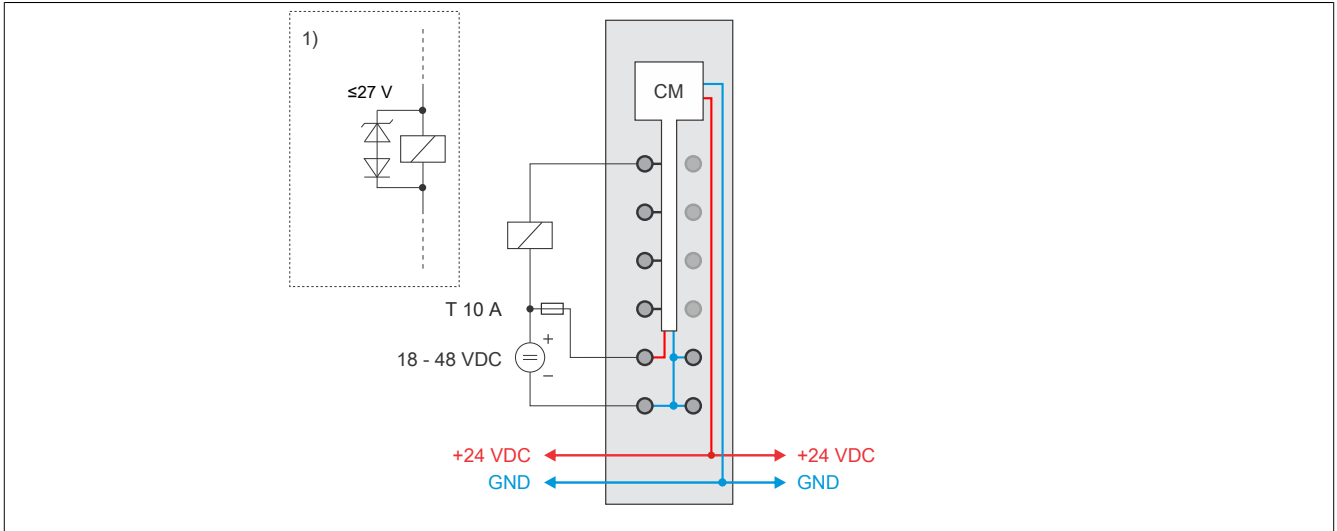 1)
≤27 V
CM
T 10 A
+
18 - 48 VDC
−
+24 VDC +24 VDC
GND GND